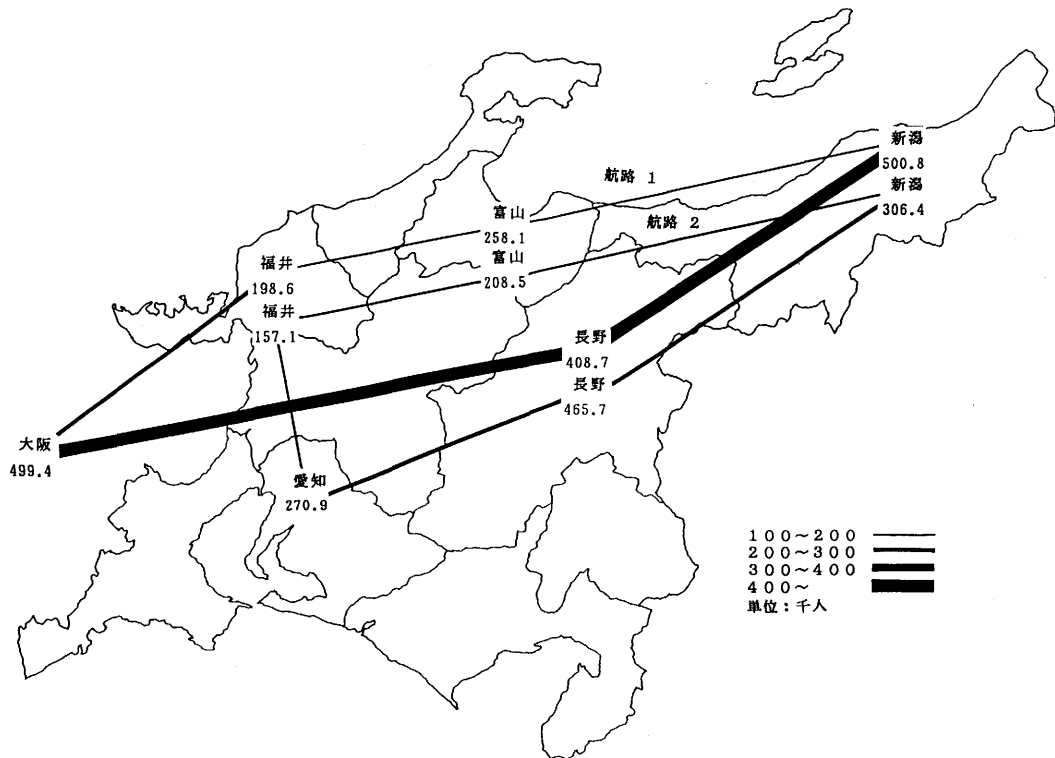 新潟
500.8
航路 1
新潟
306.4
富山
258.1
航路 2
富山
208.5
福井
198.6
福井
157.1
長野
408.7
長野
465.7
大阪
499.4
愛知
270.9
100～200
200～300
300～400
400～
単位：千人